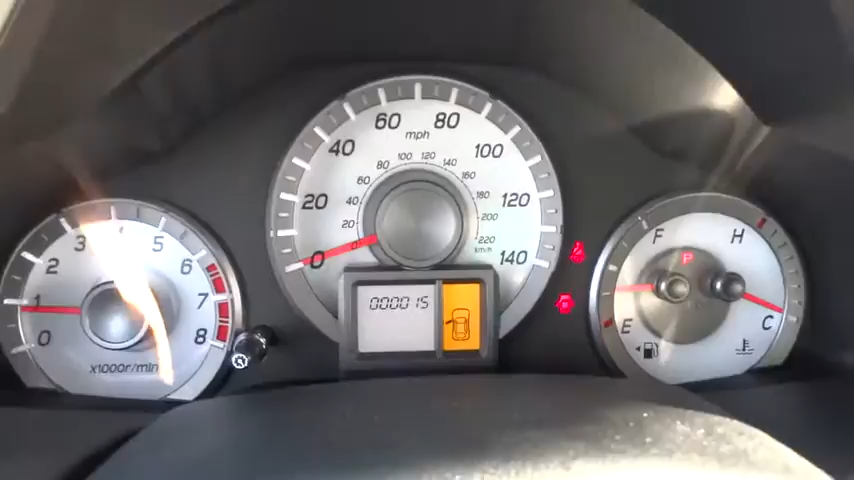 60 80
mph
40 100
100 120
80 140
60 160
20 40 180 120
20 200
0 0 220 140
km/h
000015
3 5
2 6
1 7
0 8
x1000r/min
F H
P
E C